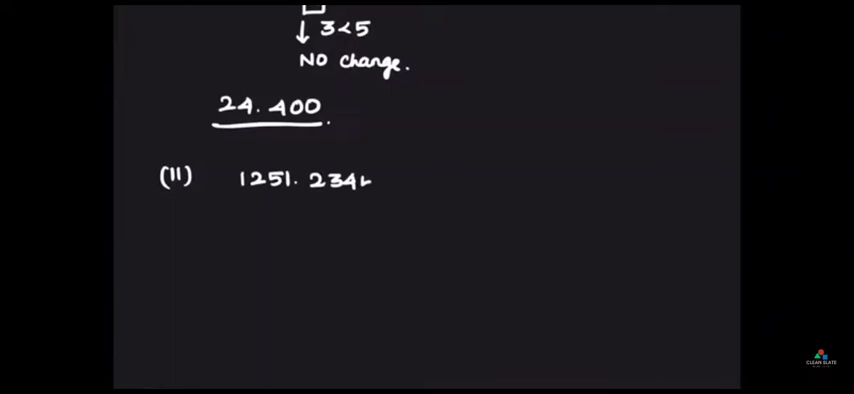 3<5
NO change.
24.400.
(11) 1251.234
CLEAN SLATE